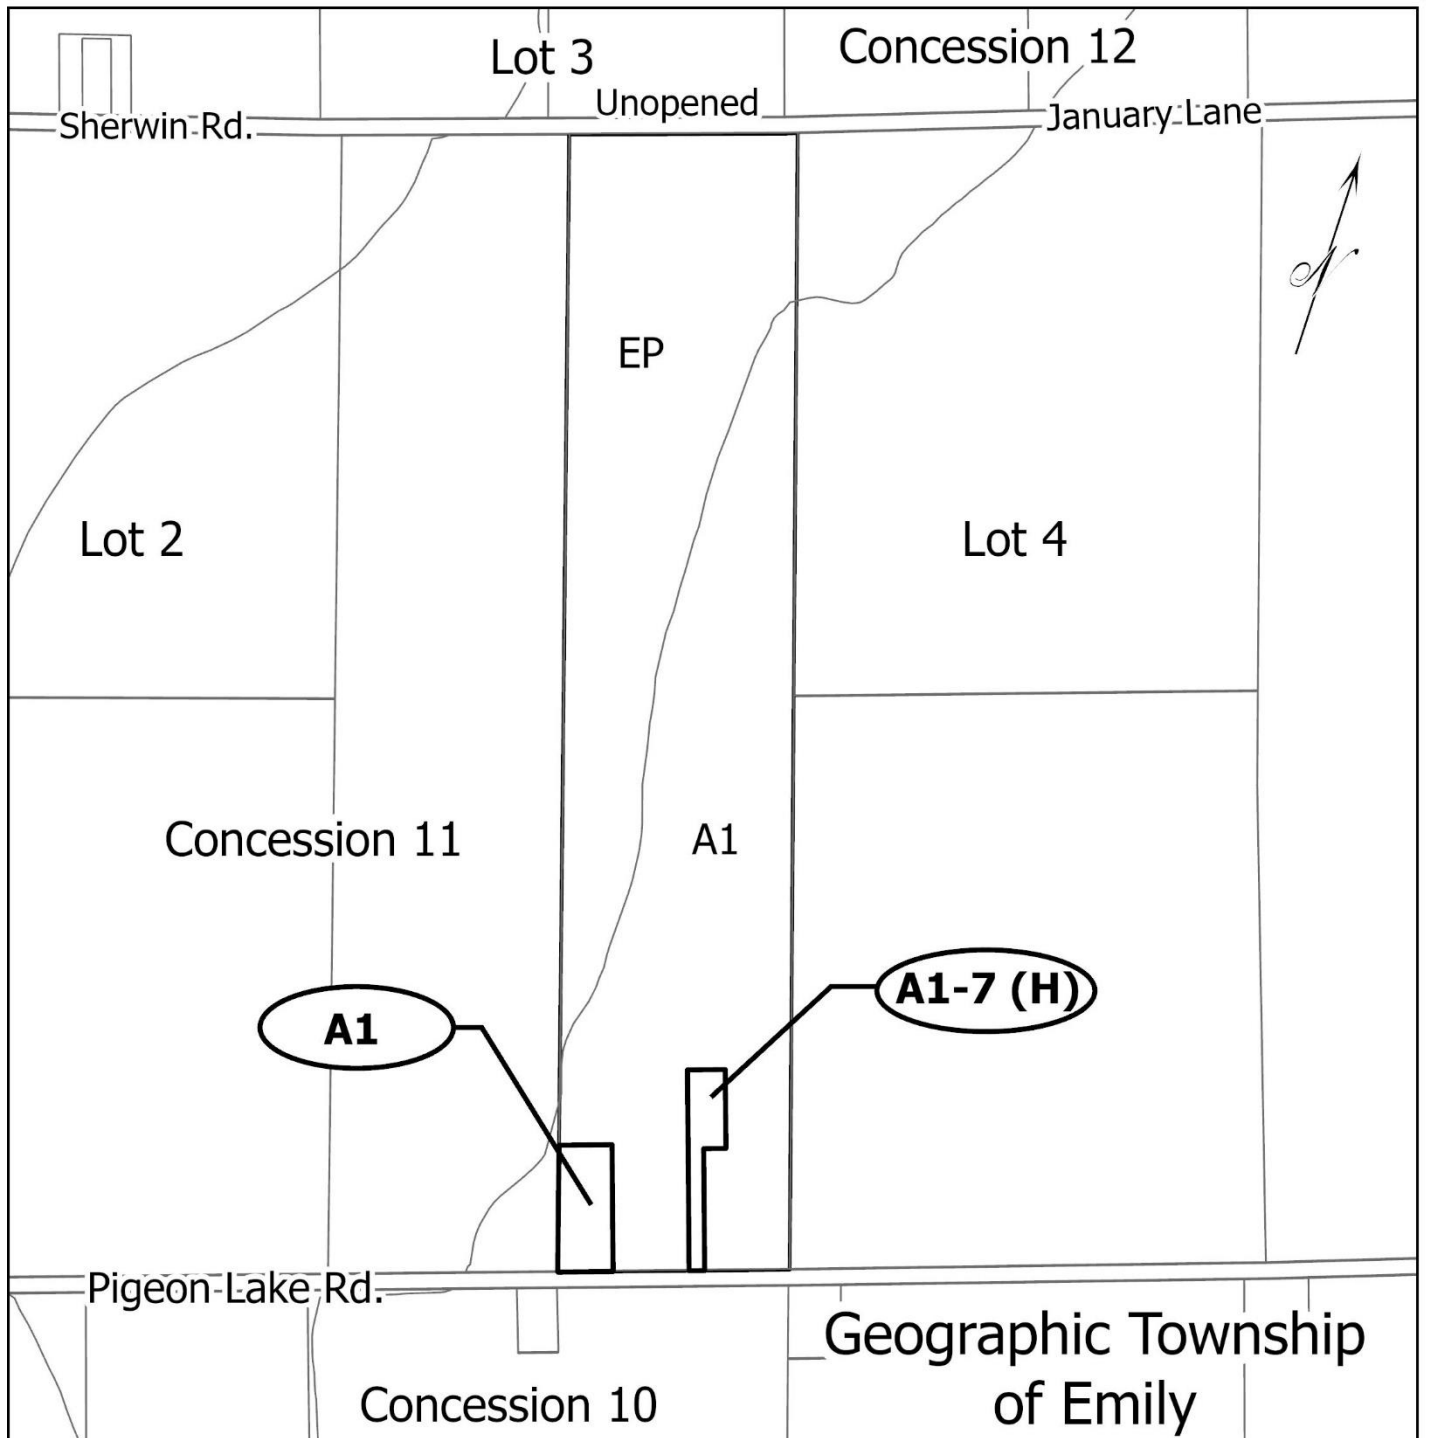 Lot 3
Concession 12
Unopened
Sherwin Rd.
January Lane
N
EP
Lot 2
Lot 4
Concession 11
A1
A1-7 (H)
A1
Pigeon Lake Rd.
Geographic Township
of Emily
Concession 10